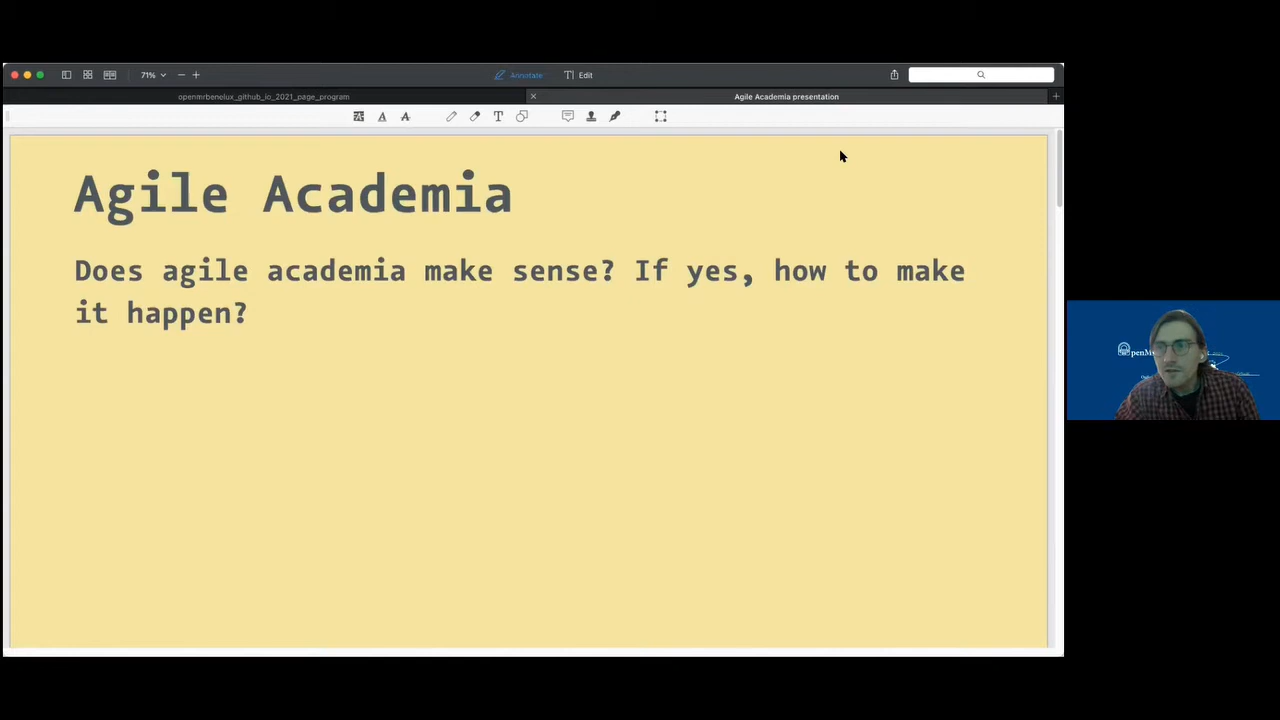 71%
Annotate
Edit
openmrbenelux_github_io_2021_page_program
Agile Academia presentation
Agile Academia
Does agile academia make sense? If yes, how to make
it happen?